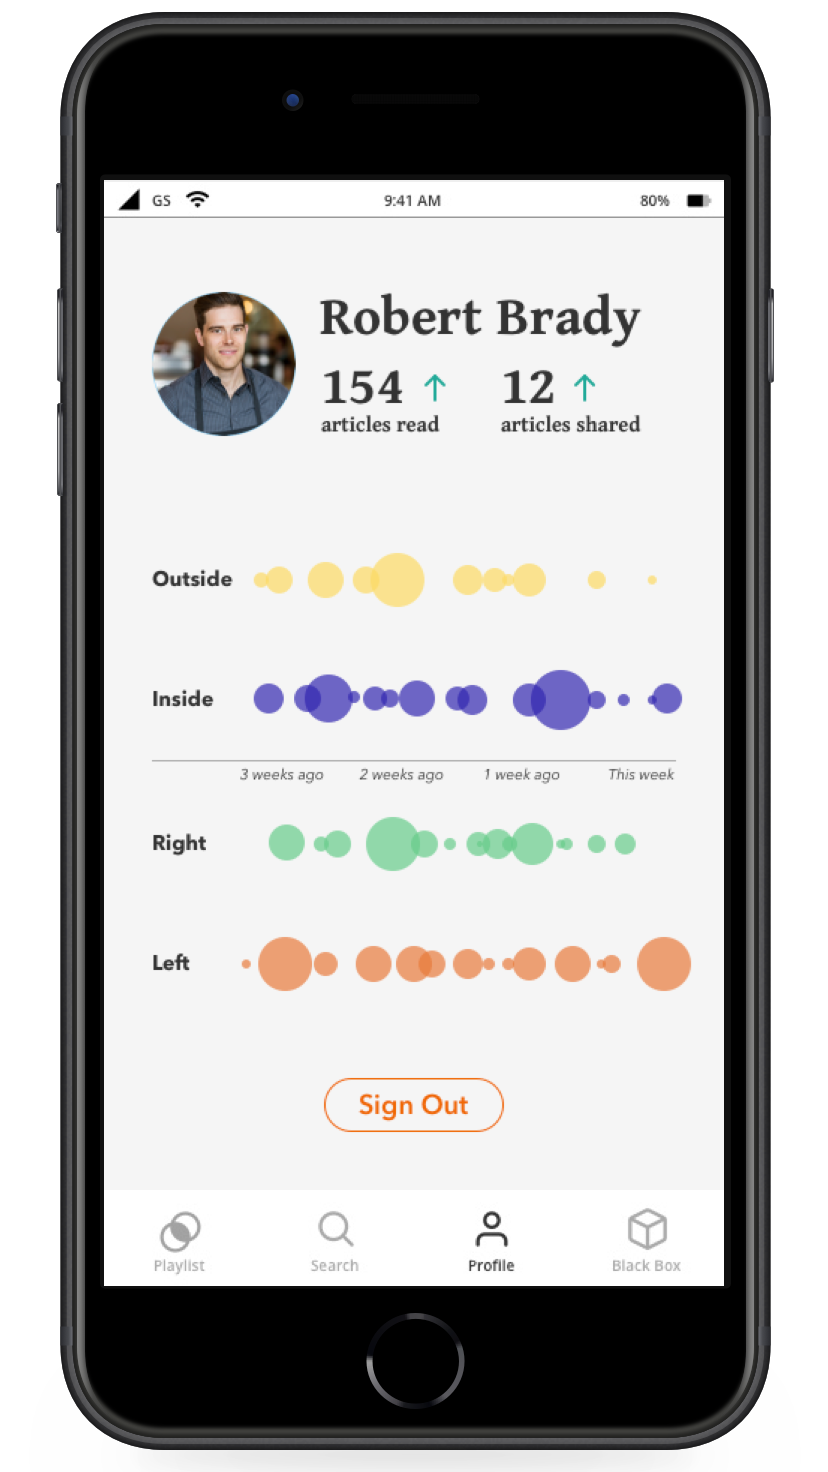 GS 9:41 AM 80%
Robert Brady
154 12
articles read articles shared
Outside
Inside
3 weeks ago 2 weeks ago 1 week ago This week
Right
Left
Sign Out
Playlist Search Profile Black Box